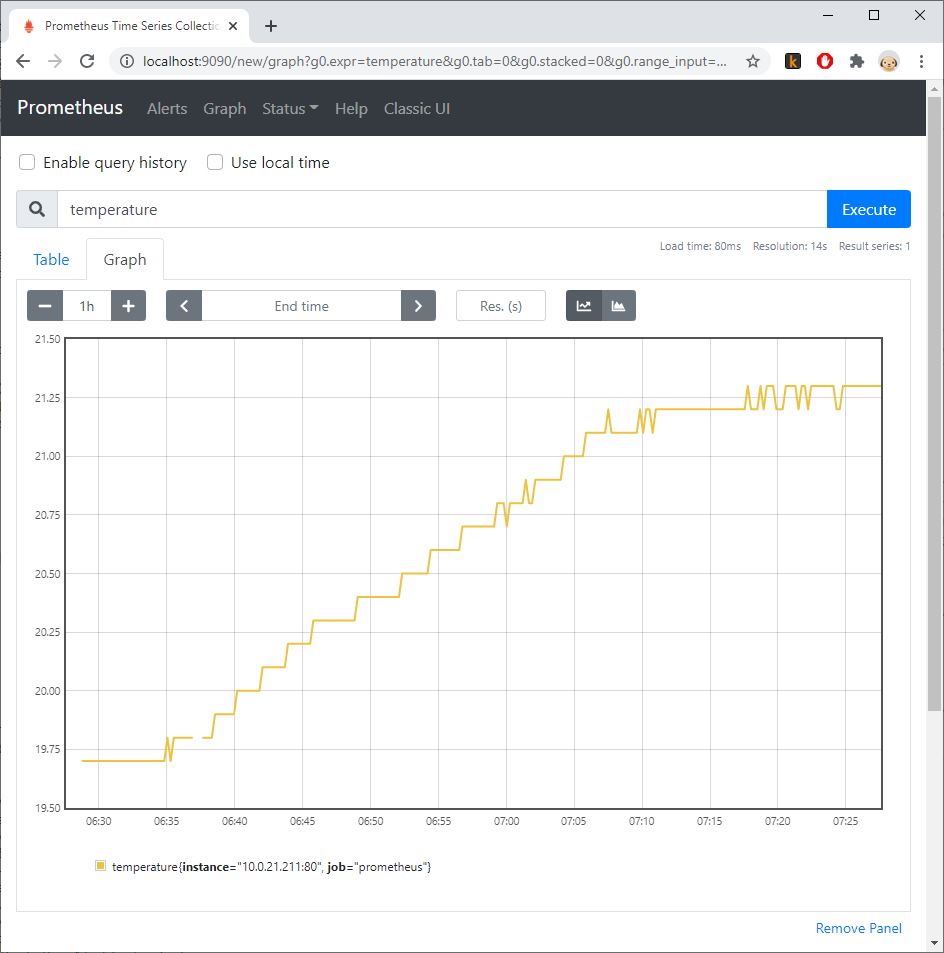 Prometheus Time Series Collectio
localhost:9090/new/graph?g0.expr=temperature&g0.tab=0&g0.stacked=0&g0.range_input=...
k
Prometheus Alerts Graph Status Help Classic UI
Enable query history Use local time
temperature Execute
Load time: 80ms Resolution: 14s Result series: 1
Table Graph
1h End time Res. (s)
21.50
21.25
21.00
20.75
20.50
20.25
20.00
19.75
19.50
06:30 06:35 06:40 06:45 06:50 06:55 07:00 07:05 07:10 07:15 07:20 07:25
temperature{instance="10.0.21.211:80", job="prometheus"}
Remove Panel